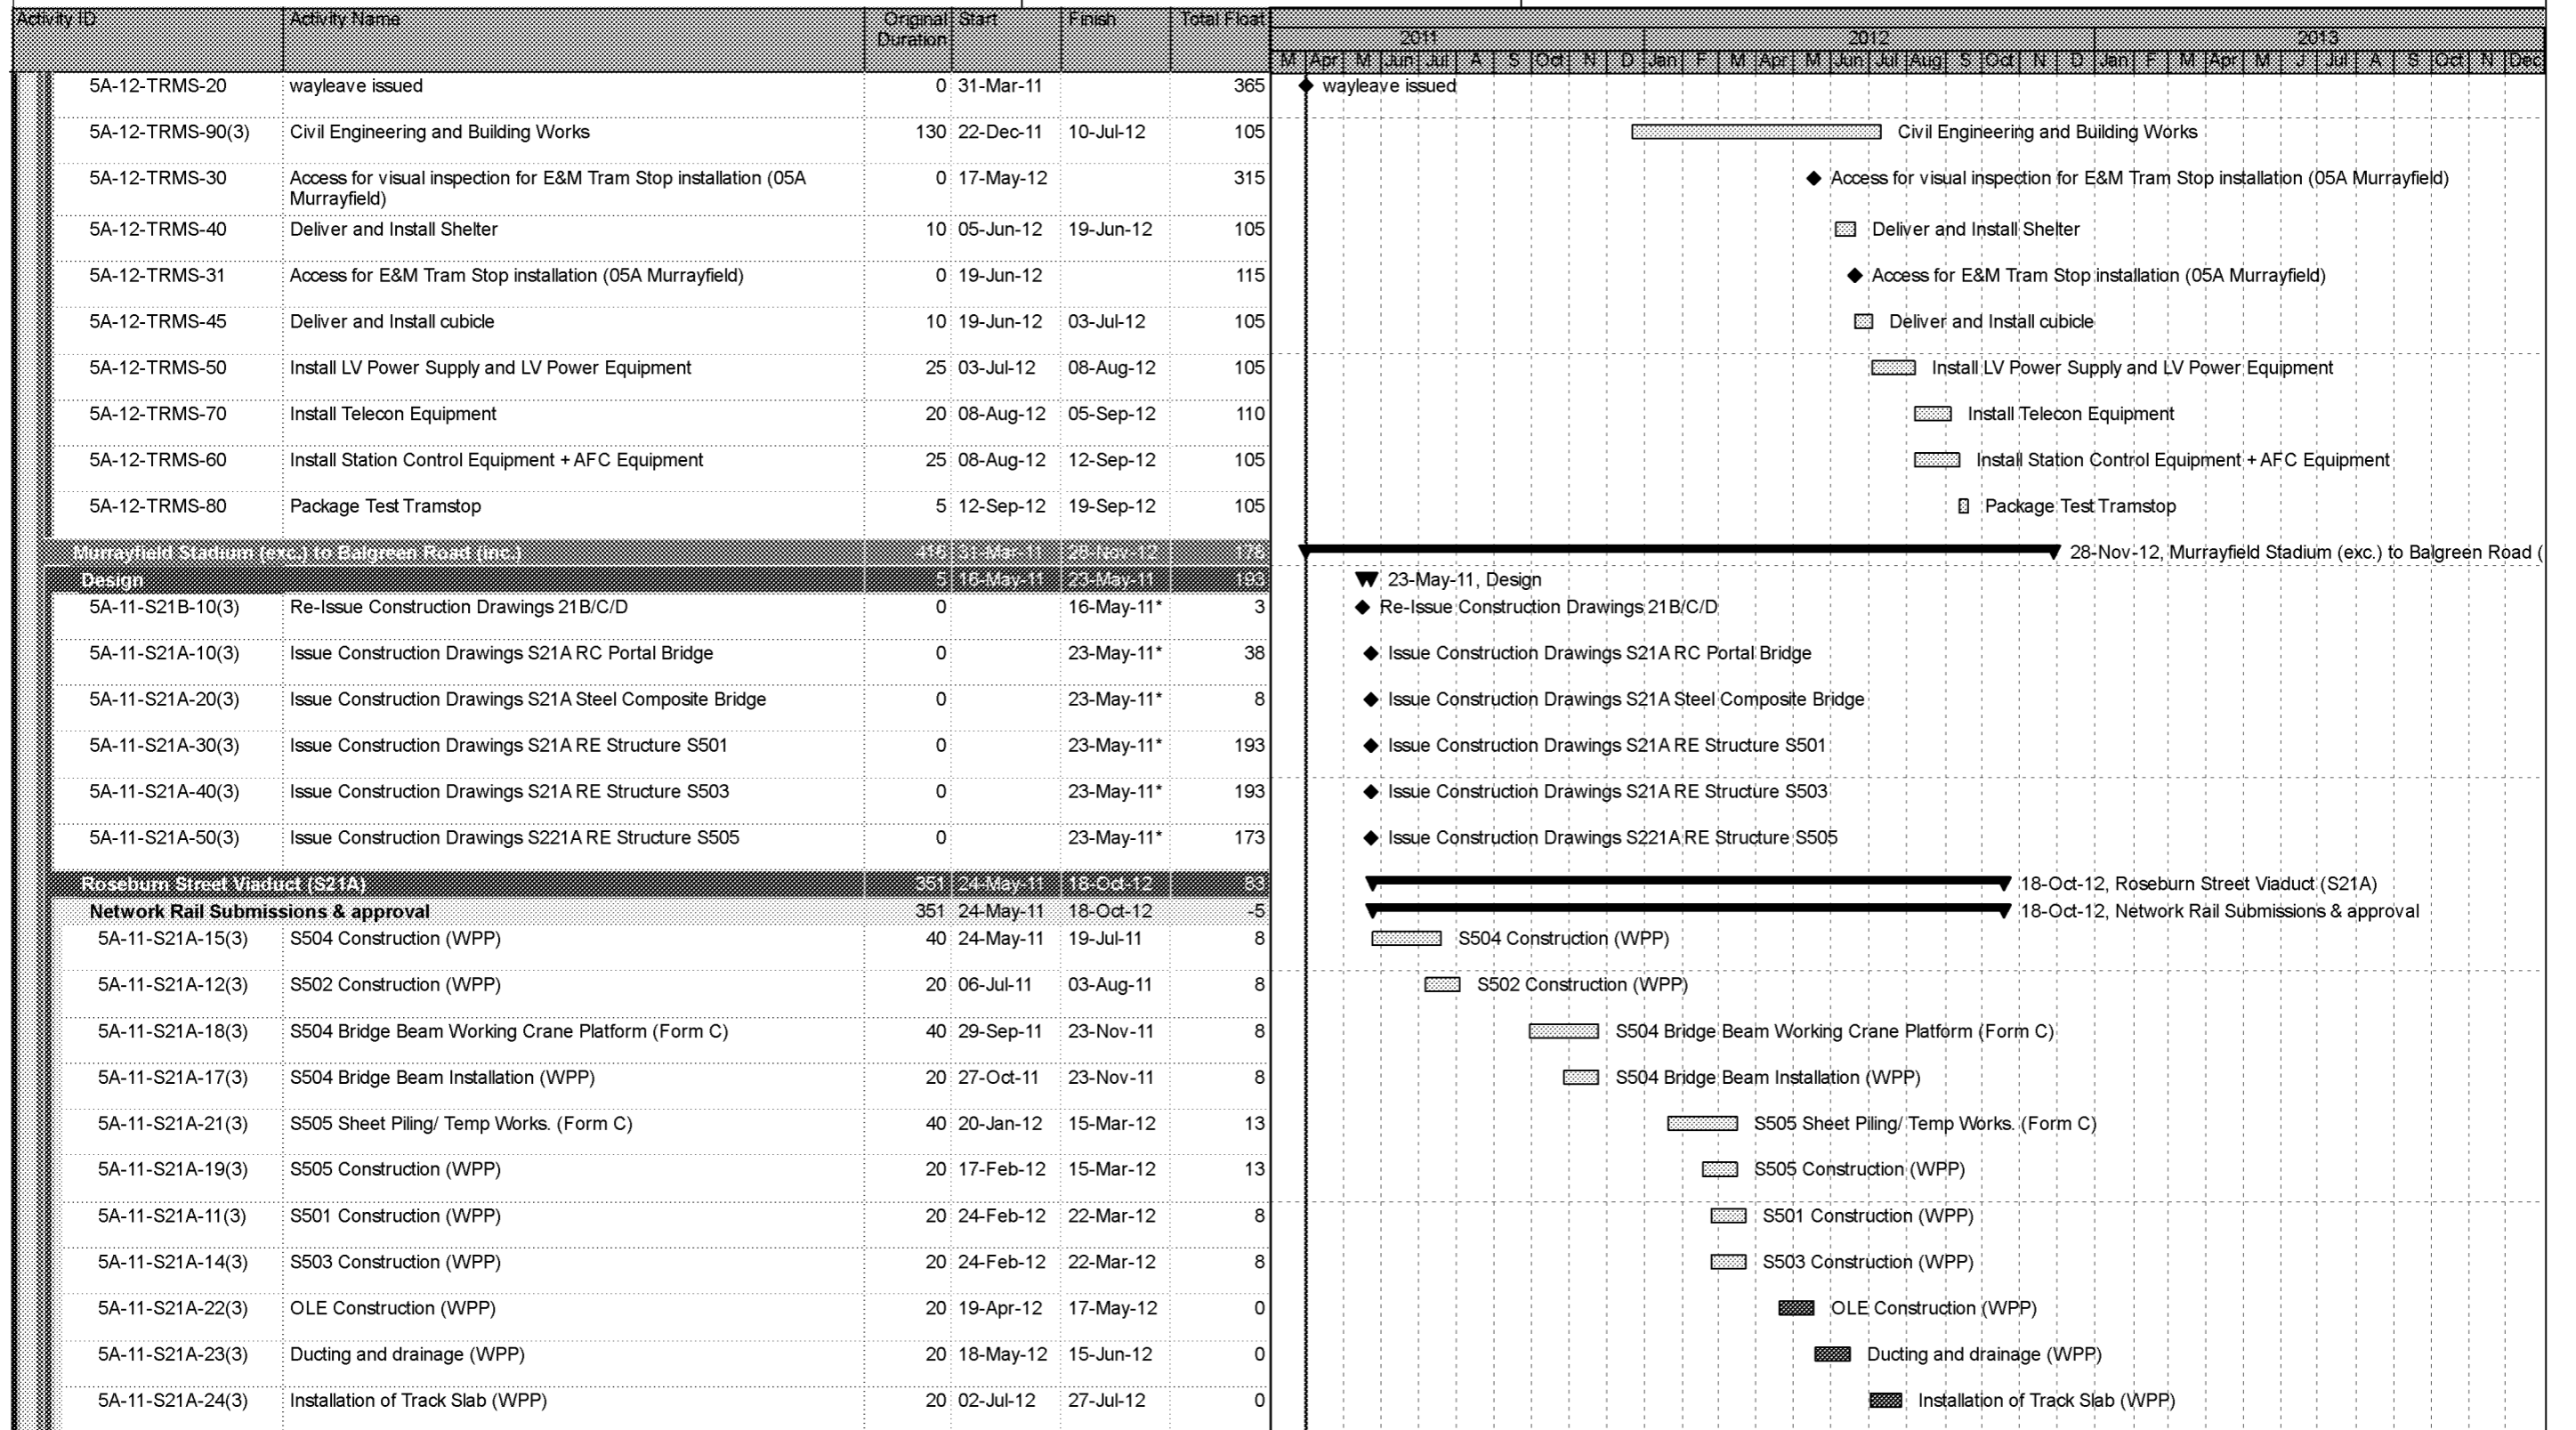 Activity ID Activity Name Original Start Finish Total Float
Duration
2011 2012 2013
M Apr M Jun Jul A S Oct N D Jan F M Apr M Jun Jul Aug S Oct N D Jan F M Apr M J Jul A S Oct N Dec
5A-12-TRMS-20 wayleave issued 0 31-Mar-11 365 wayleave issued
5A-12-TRMS-90(3) Civil Engineering and Building Works 130 22-Dec-11 10-Jul-12 105 Civil Engineering and Building Works
5A-12-TRMS-30 Access for visual inspection for E&M Tram Stop installation (05A 0 17-May-12 315 Access for visual inspection for E&M Tram Stop installation (05A Murrayfield)
Murrayfield)
5A-12-TRMS-40 Deliver and Install Shelter 10 05-Jun-12 19-Jun-12 105 Deliver and Install Shelter
5A-12-TRMS-31 Access for E&M Tram Stop installation (05A Murrayfield) 0 19-Jun-12 115 Access for E&M Tram Stop installation (05A Murrayfield)
5A-12-TRMS-45 Deliver and Install cubicle 10 19-Jun-12 03-Jul-12 105 Deliver and Install cubicle
5A-12-TRMS-50 Install LV Power Supply and LV Power Equipment 25 03-Jul-12 08-Aug-12 105 Install LV Power Supply and LV Power Equipment
5A-12-TRMS-70 Install Telecon Equipment 20 08-Aug-12 05-Sep-12 110 Install Telecon Equipment
5A-12-TRMS-60 Install Station Control Equipment + AFC Equipment 25 08-Aug-12 12-Sep-12 105 Install Station Control Equipment + AFC Equipment
5A-12-TRMS-80 Package Test Tramstop 5 12-Sep-12 19-Sep-12 105 Package Test Tramstop
Murrayfield Stadium (exc.) to Balgreen Road (inc.) 416 31-Mar-11 28-Nov-12 176 28-Nov-12, Murrayfield Stadium (exc.) to Balgreen Road (
Design 5 16-May-11 23-May-11 193 23-May-11, Design
5A-11-S21B-10(3) Re-Issue Construction Drawings 21B/C/D 0 16-May-11* 3 Re-Issue Construction Drawings 21B/C/D
5A-11-S21A-10(3) Issue Construction Drawings S21A RC Portal Bridge 0 23-May-11* 38 Issue Construction Drawings S21A RC Portal Bridge
5A-11-S21A-20(3) Issue Construction Drawings S21A Steel Composite Bridge 0 23-May-11* 8 Issue Construction Drawings S21A Steel Composite Bridge
5A-11-S21A-30(3) Issue Construction Drawings S21A RE Structure S501 0 23-May-11* 193 Issue Construction Drawings S21A RE Structure S501
5A-11-S21A-40(3) Issue Construction Drawings S21A RE Structure S503 0 23-May-11* 193 Issue Construction Drawings S21A RE Structure S503
5A-11-S21A-50(3) Issue Construction Drawings S221A RE Structure S505 0 23-May-11* 173 Issue Construction Drawings S221A RE Structure S505
Roseburn Street Viaduct (S21A) 351 24-May-11 18-Oct-12 83 18-Oct-12, Roseburn Street Viaduct (S21A)
Network Rail Submissions & approval 351 24-May-11 18-Oct-12 -5 18-Oct-12, Network Rail Submissions & approval
5A-11-S21A-15(3) S504 Construction (WPP) 40 24-May-11 19-Jul-11 8 S504 Construction (WPP)
5A-11-S21A-12(3) S502 Construction (WPP) 20 06-Jul-11 03-Aug-11 8 S502 Construction (WPP)
5A-11-S21A-18(3) S504 Bridge Beam Working Crane Platform (Form C) 40 29-Sep-11 23-Nov-11 8 S504 Bridge Beam Working Crane Platform (Form C)
5A-11-S21A-17(3) S504 Bridge Beam Installation (WPP) 20 27-Oct-11 23-Nov-11 8 S504 Bridge Beam Installation (WPP)
5A-11-S21A-21(3) S505 Sheet Piling/ Temp Works. (Form C) 40 20-Jan-12 15-Mar-12 13 S505 Sheet Piling/ Temp Works. (Form C)
5A-11-S21A-19(3) S505 Construction (WPP) 20 17-Feb-12 15-Mar-12 13 S505 Construction (WPP)
5A-11-S21A-11(3) S501 Construction (WPP) 20 24-Feb-12 22-Mar-12 8 S501 Construction (WPP)
5A-11-S21A-14(3) S503 Construction (WPP) 20 24-Feb-12 22-Mar-12 8 S503 Construction (WPP)
5A-11-S21A-22(3) OLE Construction (WPP) 20 19-Apr-12 17-May-12 0 OLE Construction (WPP)
5A-11-S21A-23(3) Ducting and drainage (WPP) 20 18-May-12 15-Jun-12 0 Ducting and drainage (WPP)
5A-11-S21A-24(3) Installation of Track Slab (WPP) 20 02-Jul-12 27-Jul-12 0 Installation of Track Slab (WPP)